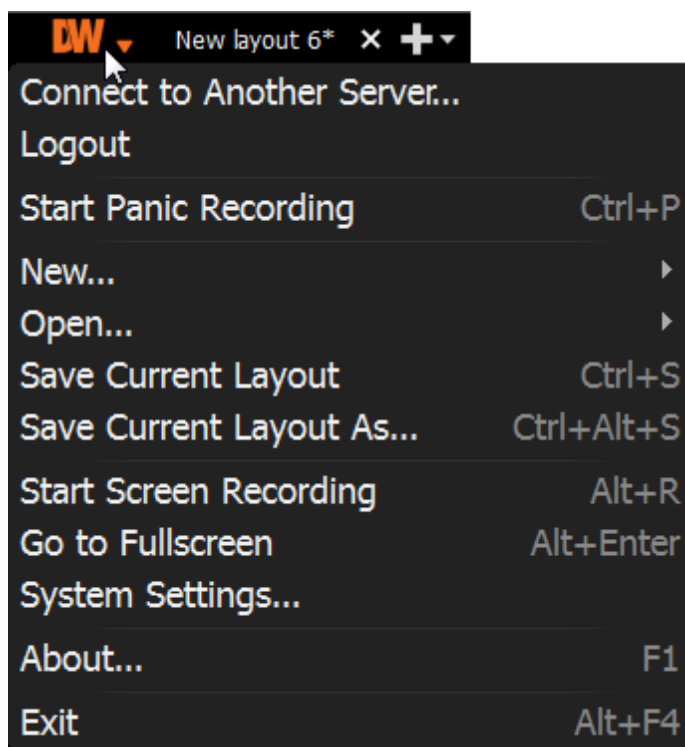 DW New layout 6*
Connect to Another Server...
Logout
Start Panic Recording Ctrl+P
New...
Open...
Save Current Layout Ctrl+S
Save Current Layout As... Ctrl+Alt+S
Start Screen Recording Alt+R
Go to Fullscreen Alt+Enter
System Settings...
About... F1
Exit Alt+F4